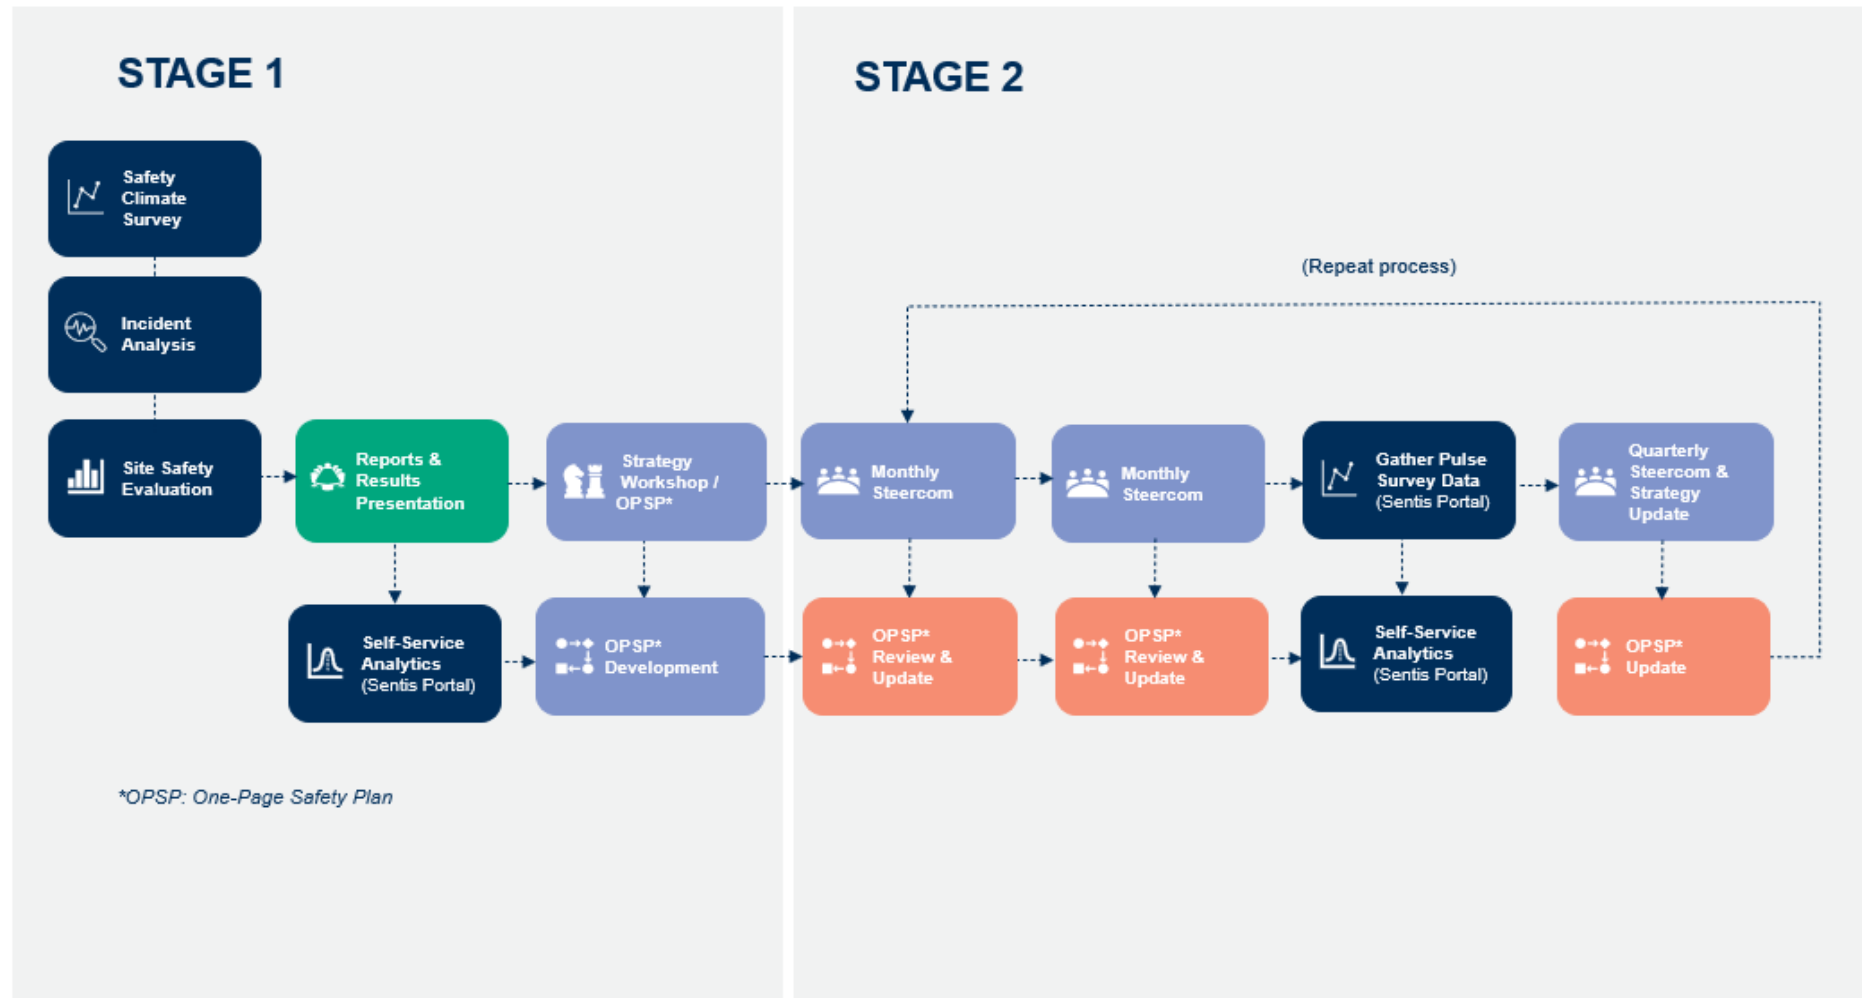 STAGE 1
Safety
Climate
Survey
Incident
Analysis
Site Safety
Evaluation
Reports &
Results
Presentation
Strategy
Workshop /
OPSP*
Self-Service
Analytics
(Sentis Portal)
OPSP*
Development
*OPSP: One-Page Safety Plan
STAGE 2
(Repeat process)
Monthly
Steercom
Monthly
Steercom
Gather Pulse
Survey Data
(Sentis Portal)
Quarterly
Steercom &
Strategy
Update
OPSP*
Review &
Update
OPSP*
Review &
Update
Self-Service
Analytics
(Sentis Portal)
OPSP*
Update